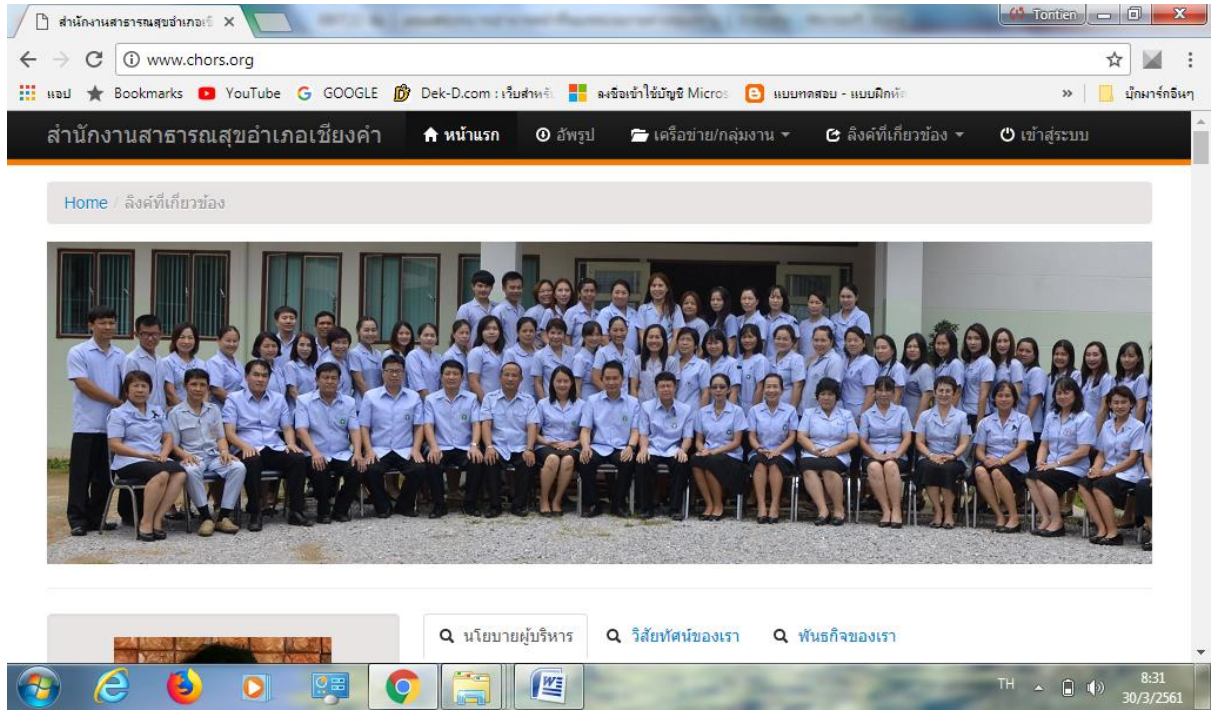 สำนักงานสาธารณสุขอำเภอเชี
Tontien
www.chors.org
แอป Bookmarks YouTube GOOGLE Dek-D.com : เว็บสำหรั ลงชื่อเข้าใช้บัญชี Micros แบบทดสอบ - แบบฝึกหั » บุ๊กมาร์กอื่นๆ
สำนักงานสาธารณสุขอำเภอเชียงคำ หน้าแรก อัพรูป เครือข่าย/กลุ่มงาน ลิงค์ที่เกี่ยวข้อง เข้าสู่ระบบ
Home / ลิงค์ที่เกี่ยวข้อง
นโยบายผู้บริหาร วิสัยทัศน์ของเรา พันธกิจของเรา
TH 8:31
30/3/2561